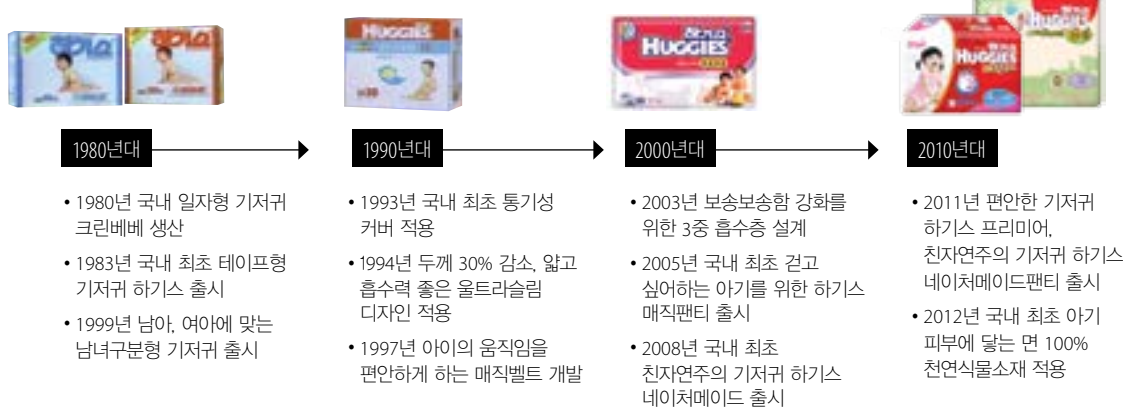 하기스
HUGGIES
하기스
HUGGIES
하기스
HUGGIES
1980년대
• 1980년 국내 일자형 기저귀
크린베베 생산
• 1983년 국내 최초 테이프형
기저귀 하기스 출시
• 1999년 남아, 여아에 맞는
남녀구분형 기저귀 출시
1990년대
• 1993년 국내 최초 통기성
커버 적용
• 1994년 두께 30% 감소, 얇고
흡수력 좋은 울트라슬림
디자인 적용
• 1997년 아이의 움직임을
편안하게 하는 매직벨트 개발
2000년대
• 2003년 보송보송함 강화를
위한 3중 흡수층 설계
• 2005년 국내 최초 걷고
싶어하는 아기를 위한 하기스
매직팬티 출시
• 2008년 국내 최초
친자연주의 기저귀 하기스
네이처메이드 출시
2010년대
• 2011년 편안한 기저귀
하기스 프리미어,
친자연주의 기저귀 하기스
네이처메이드팬티 출시
• 2012년 국내 최초 아기
피부에 닿는 면 100%
천연식물소재 적용